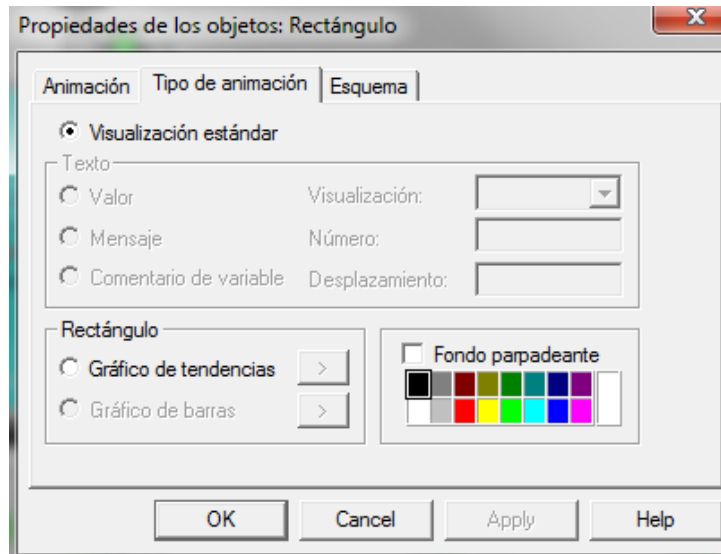 Propiedades de los objetos: Rectángulo
x
Animación Tipo de animación Esquema
Visualización estándar
Texto
Valor Visualización:
Mensaje Número:
Comentario de variable Desplazamiento:
Rectángulo
Fondo parpadeante
Gráfico de tendencias >
Gráfico de barras >
OK Cancel Apply Help